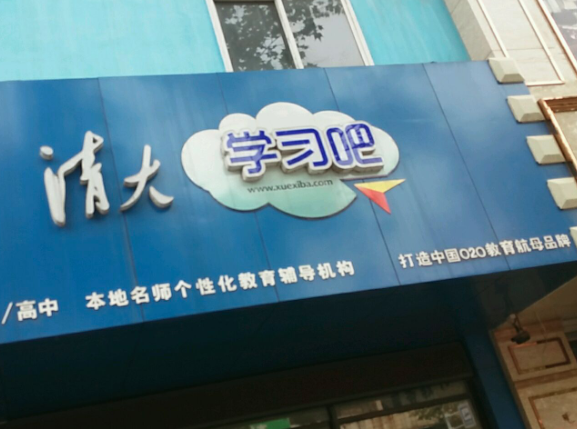 清大 学习吧
www.xuexiba.com
/高中 本地名师个性化教育辅导机构 打造中国O2O教育航母品牌